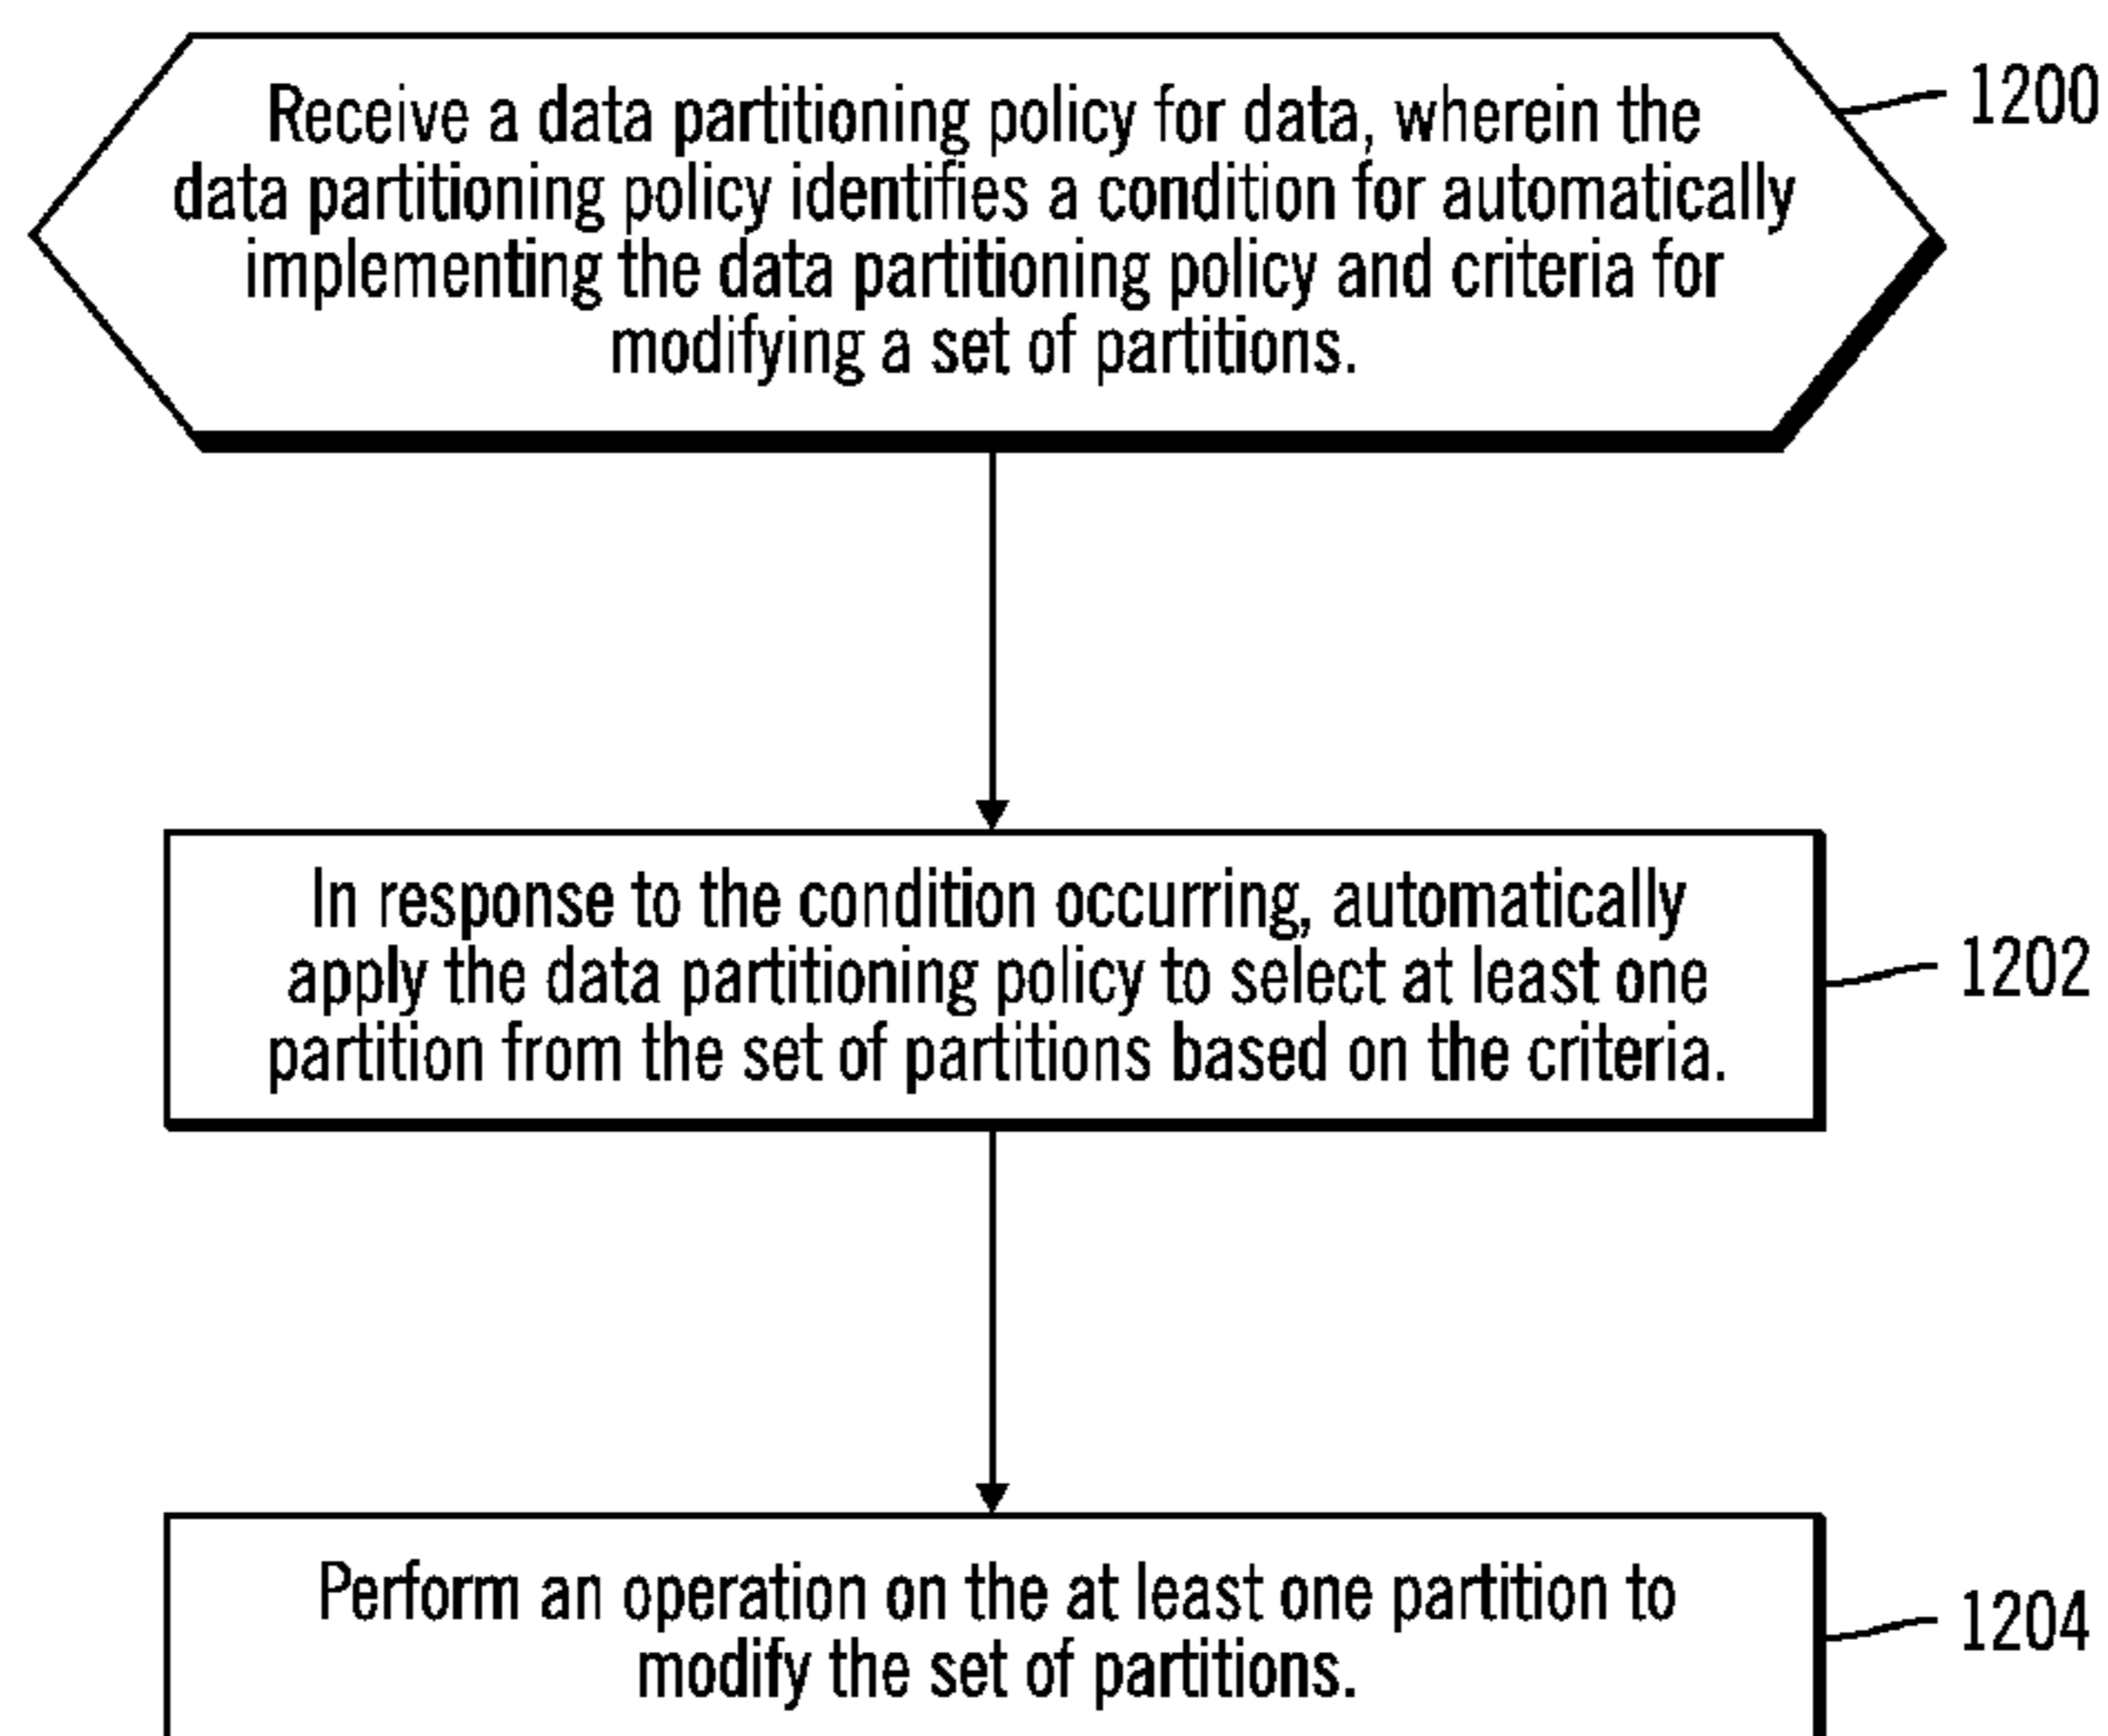 Receive a data partitioning policy for data, wherein the
data partitioning policy identifies a condition for automatically
implementing the data partitioning policy and criteria for
modifying a set of partitions.
1200
In response to the condition occurring, automatically
apply the data partitioning policy to select at least one
partition from the set of partitions based on the criteria.
1202
Perform an operation on the at least one partition to
modify the set of partitions.
1204